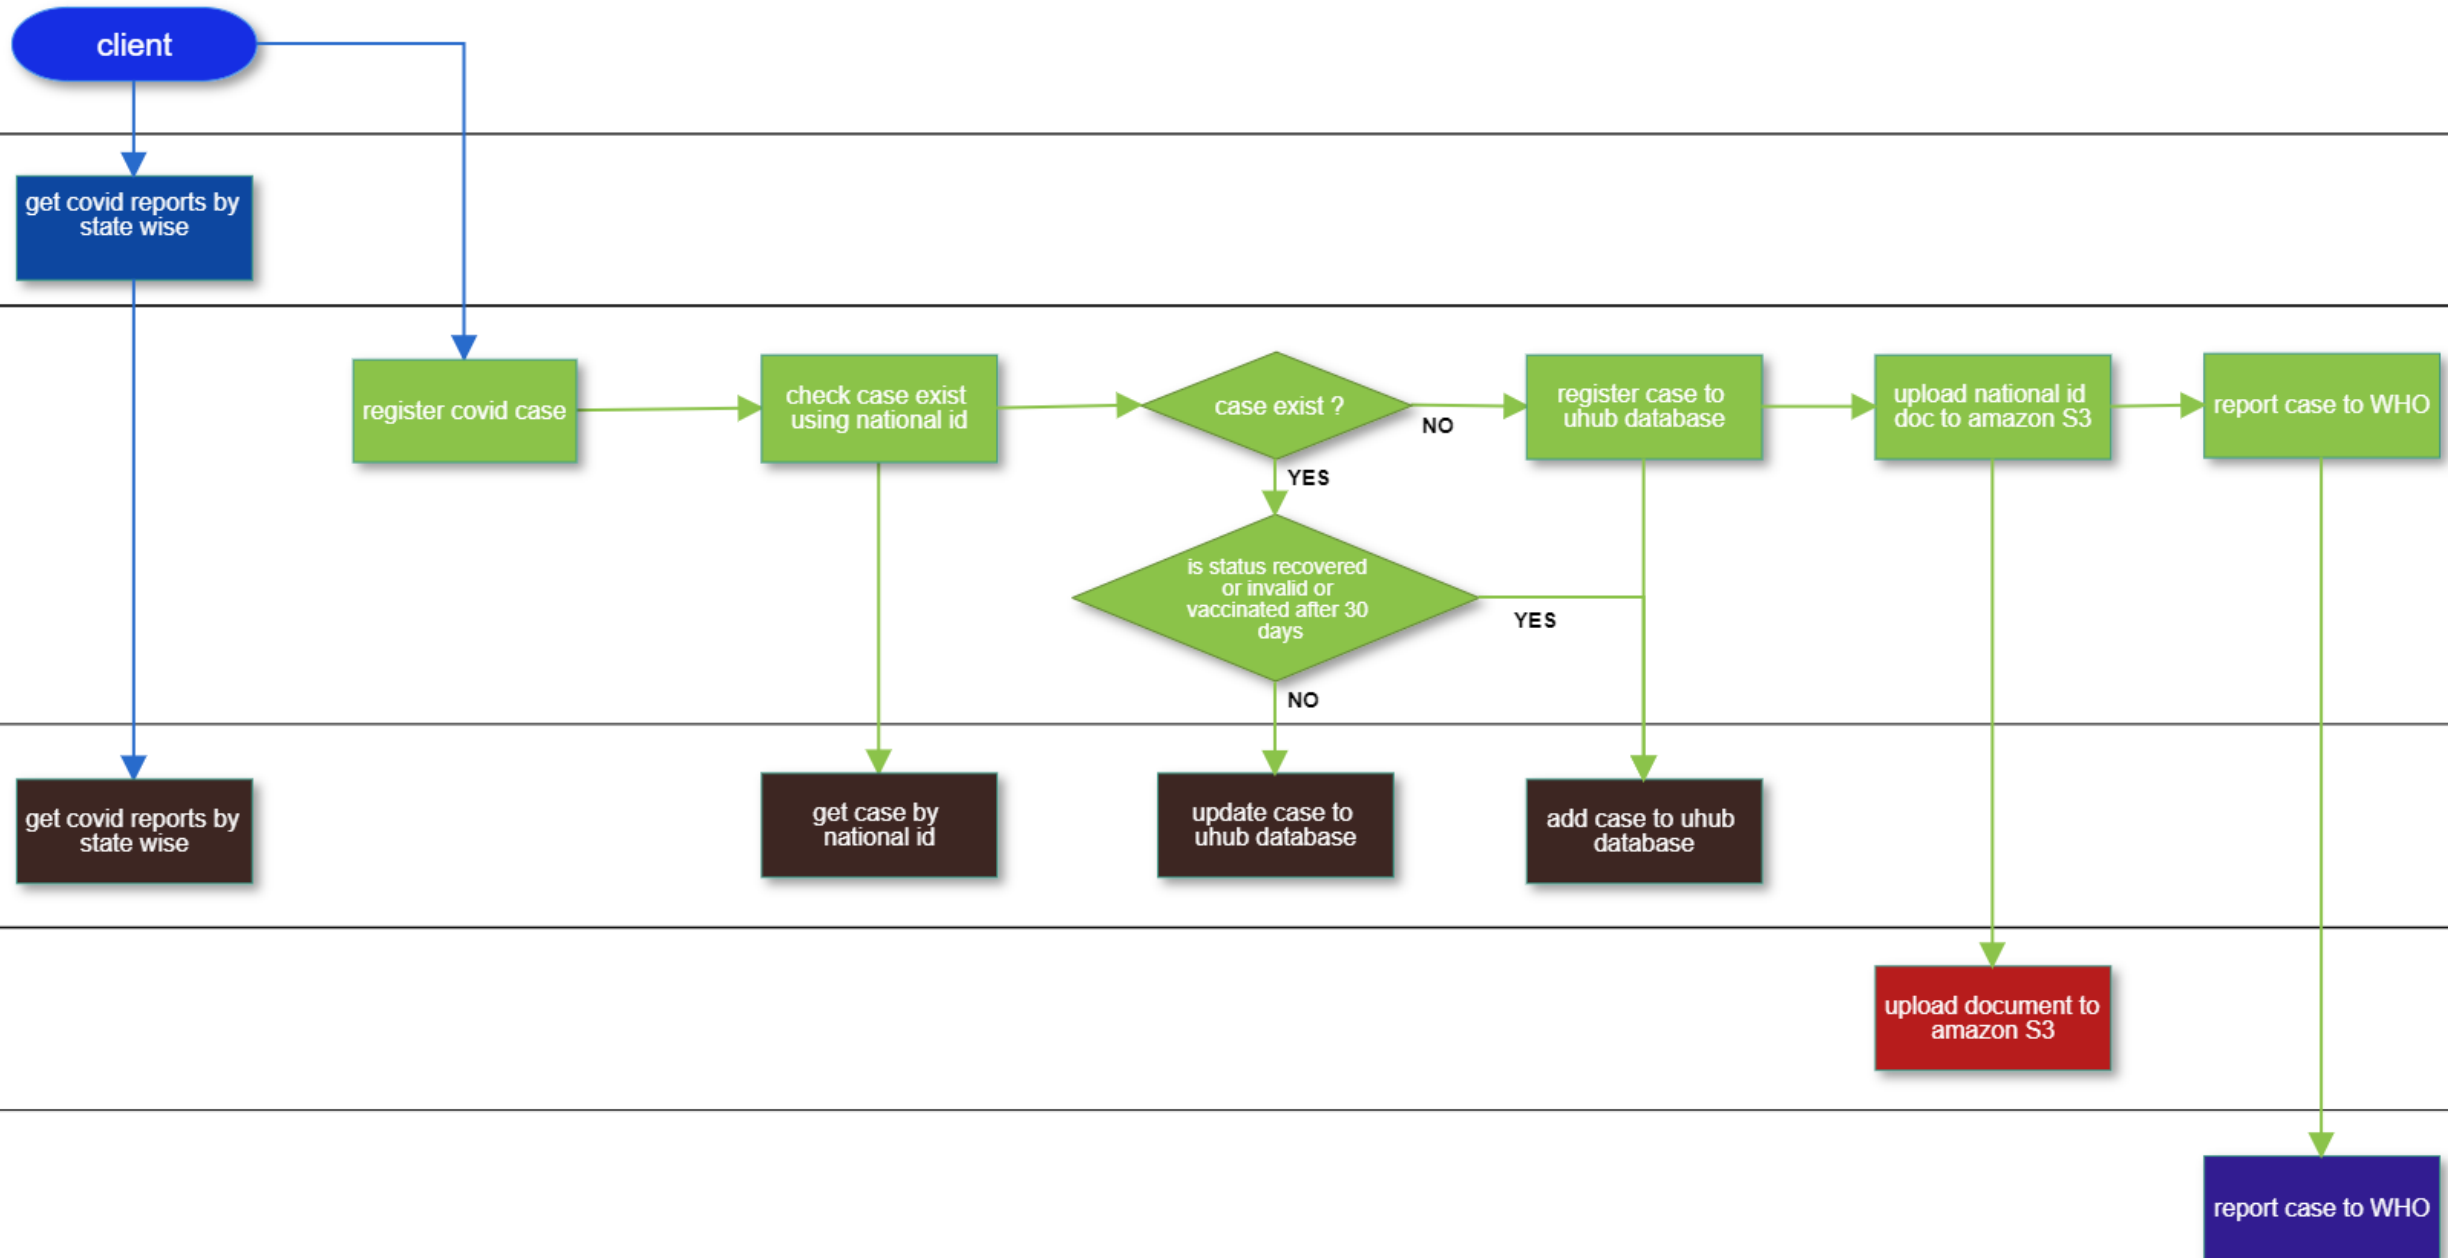 client
get covid reports by
state wise
register covid case
check case exist
using national id
case exist ?
NO
register case to
uhub database
upload national id
doc to amazon S3
report case to WHO
YES
is status recovered
or invalid or
vaccinated after 30
days
YES
NO
get covid reports by
state wise
get case by
national id
update case to
uhub database
add case to uhub
database
upload document to
amazon S3
report case to WHO